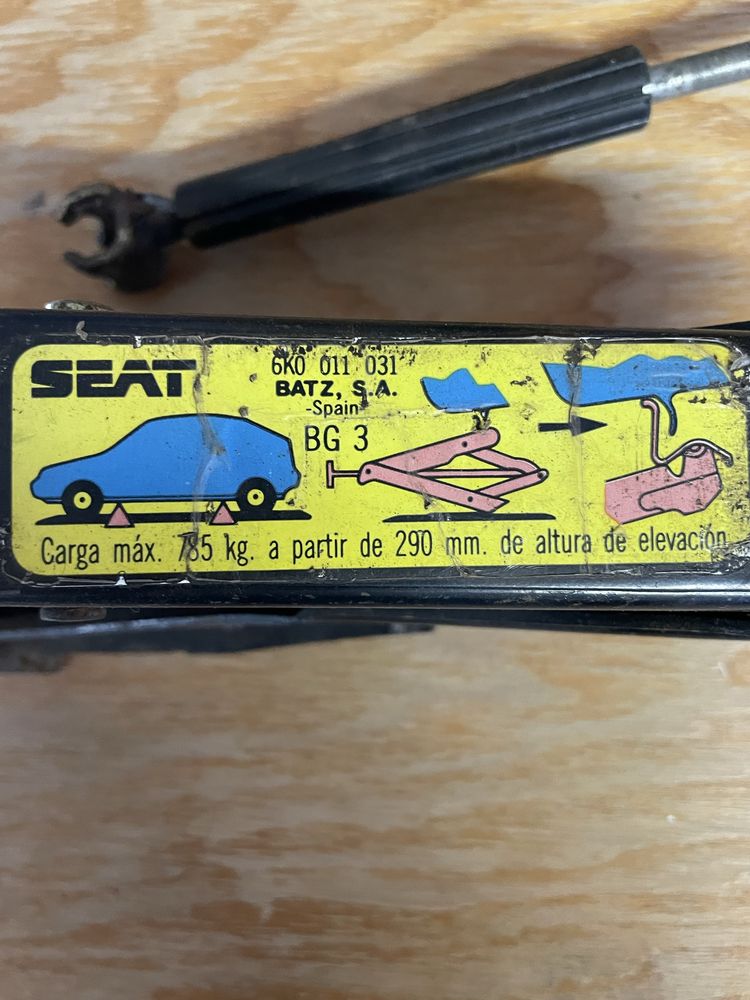 SEAT
6K0 011 031
BATZ, S.A.
-Spain-
BG 3
Carga máx. 785 kg. a partir de 290 mm. de altura de elevación